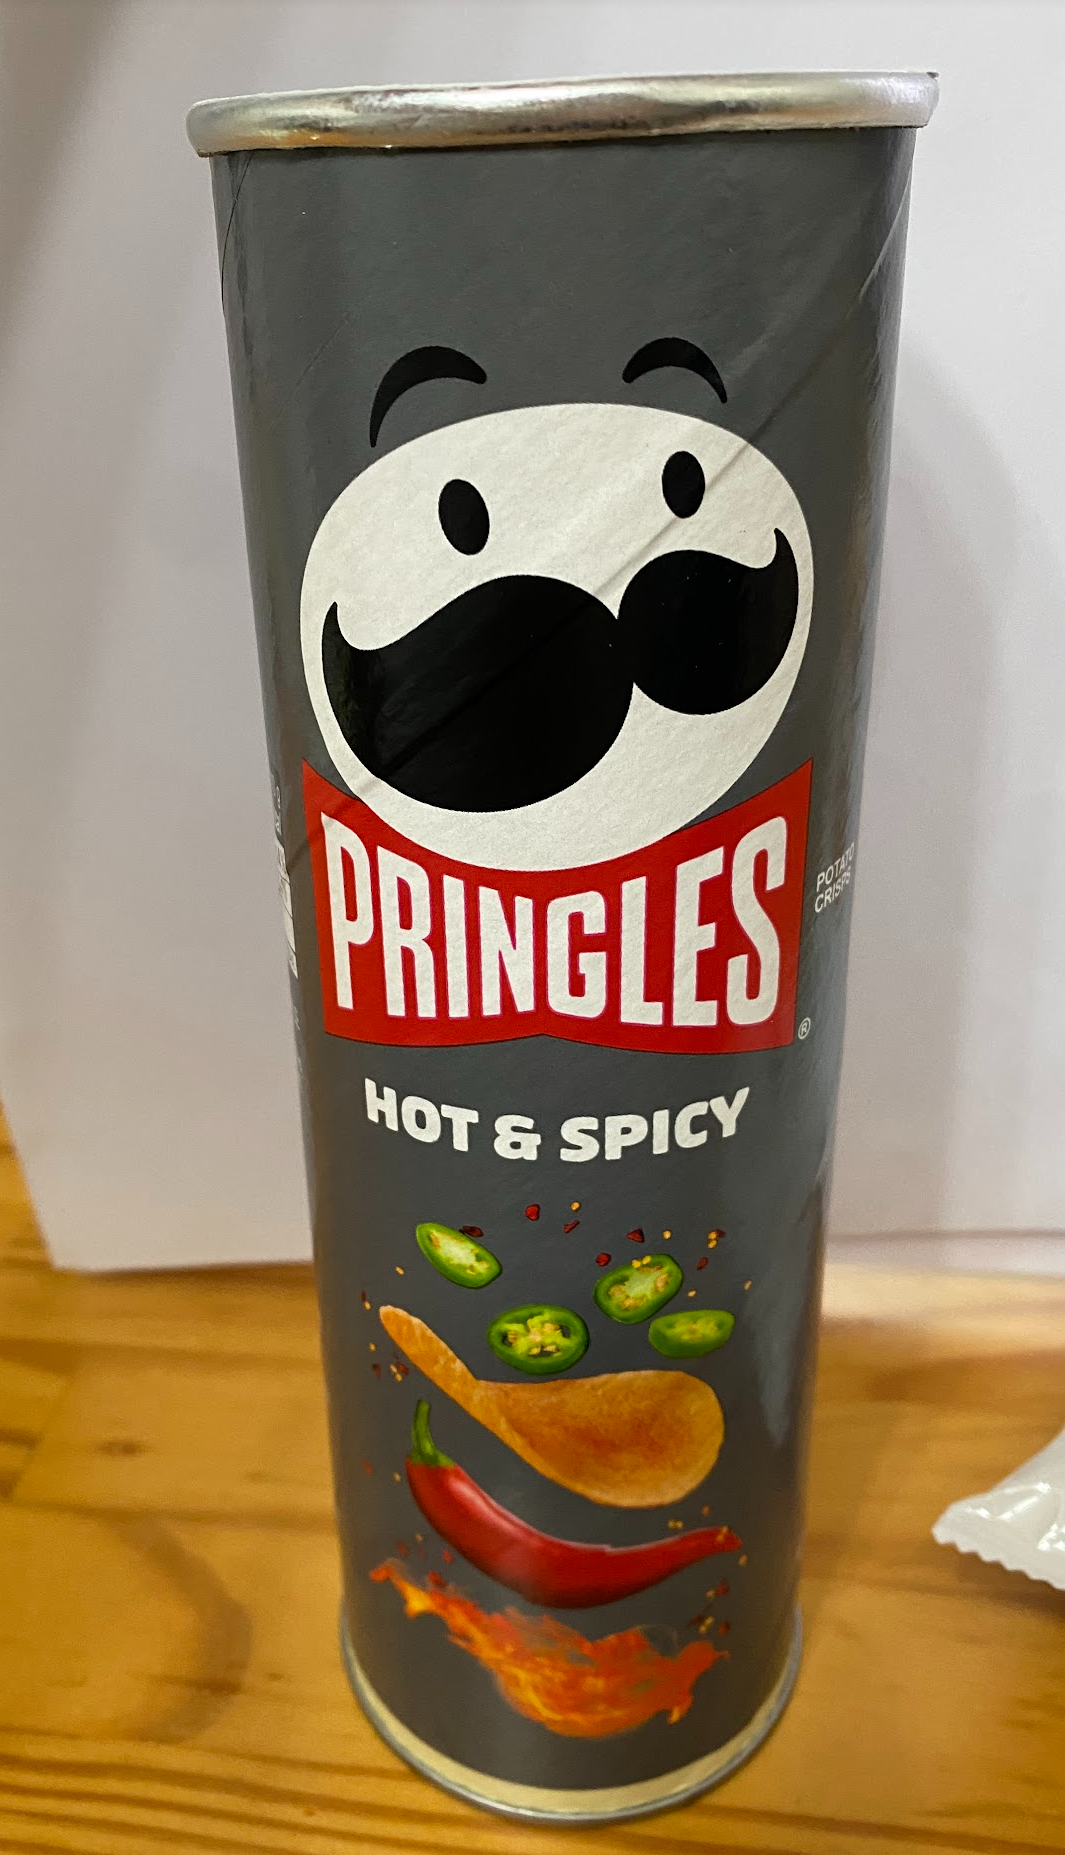 PRINGLES
®
HOT & SPICY
POTATO
CRISPS